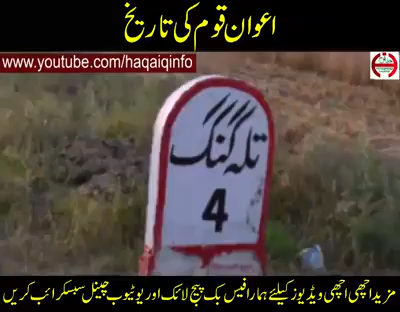 اعوان قوم کی تاریخ
www.youtube.com/haqaiqinfo
تلہ گنگ
4
مزید اچھی اچھی ویڈیوز کیلئے ہمارا فیس بک پیج لائک اور یوٹیوب چینل سبسکرائب کریں